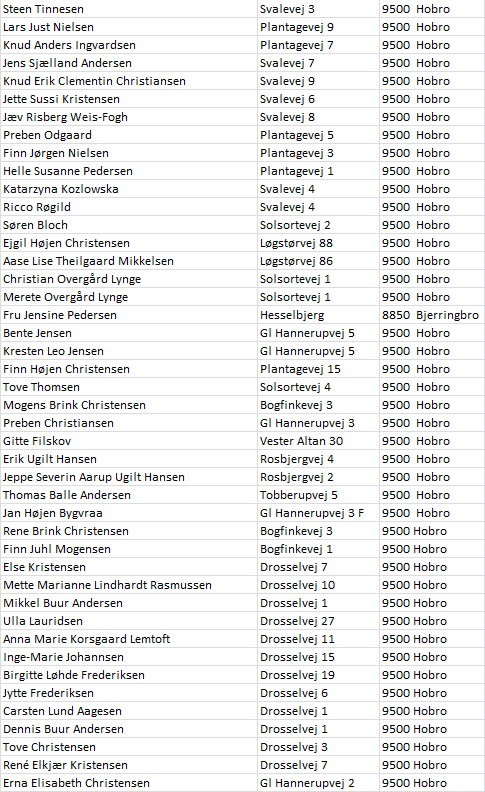 Steen Tinnesen Svalevej 3 9500 Hobro
Lars Just Nielsen Plantagevej 9 9500 Hobro
Knud Anders Ingvardsen Plantagevej 7 9500 Hobro
Jens Sjælland Andersen Svalevej 7 9500 Hobro
Knud Erik Clementin Christiansen Svalevej 9 9500 Hobro
Jette Sussi Kristensen Svalevej 6 9500 Hobro
Jæv Risberg Weis-Fogh Svalevej 8 9500 Hobro
Preben Odgaard Plantagevej 5 9500 Hobro
Finn Jørgen Nielsen Plantagevej 3 9500 Hobro
Helle Susanne Pedersen Plantagevej 1 9500 Hobro
Katarzyna Kozlowska Svalevej 4 9500 Hobro
Ricco Røgild Svalevej 4 9500 Hobro
Søren Bloch Solsortevej 2 9500 Hobro
Ejgil Højen Christensen Løgstørvej 88 9500 Hobro
Aase Lise Theilgaard Mikkelsen Løgstørvej 86 9500 Hobro
Christian Overgård Lynge Solsortevej 1 9500 Hobro
Merete Overgård Lynge Solsortevej 1 9500 Hobro
Fru Jensine Pedersen Hesselbjerg 8850 Bjerringbro
Bente Jensen Gl Hannerupvej 5 9500 Hobro
Kresten Leo Jensen Gl Hannerupvej 5 9500 Hobro
Finn Højen Christensen Plantagevej 15 9500 Hobro
Tove Thomsen Solsortevej 4 9500 Hobro
Mogens Brink Christensen Bogfinkevej 3 9500 Hobro
Preben Christiansen Gl Hannerupvej 3 9500 Hobro
Gitte Filskov Vester Altan 30 9500 Hobro
Erik Ugilt Hansen Rosbjergvej 4 9500 Hobro
Jeppe Severin Aarup Ugilt Hansen Rosbjergvej 2 9500 Hobro
Thomas Balle Andersen Tobberupvej 5 9500 Hobro
Jan Højen Bygvraa Gl Hannerupvej 3 F 9500 Hobro
Rene Brink Christensen Bogfinkevej 3 9500 Hobro
Finn Juhl Mogensen Bogfinkevej 1 9500 Hobro
Else Kristensen Drosselvej 7 9500 Hobro
Mette Marianne Lindhardt Rasmussen Drosselvej 10 9500 Hobro
Mikkel Buur Andersen Drosselvej 1 9500 Hobro
Ulla Lauridsen Drosselvej 27 9500 Hobro
Anna Marie Korsgaard Lemtoft Drosselvej 11 9500 Hobro
Inge-Marie Johannsen Drosselvej 15 9500 Hobro
Birgitte Løhde Frederiksen Drosselvej 19 9500 Hobro
Jytte Frederiksen Drosselvej 6 9500 Hobro
Carsten Lund Aagesen Drosselvej 1 9500 Hobro
Dennis Buur Andersen Drosselvej 1 9500 Hobro
Tove Christensen Drosselvej 3 9500 Hobro
René Elkjær Kristensen Drosselvej 7 9500 Hobro
Erna Elisabeth Christensen Gl Hannerupvej 2 9500 Hobro